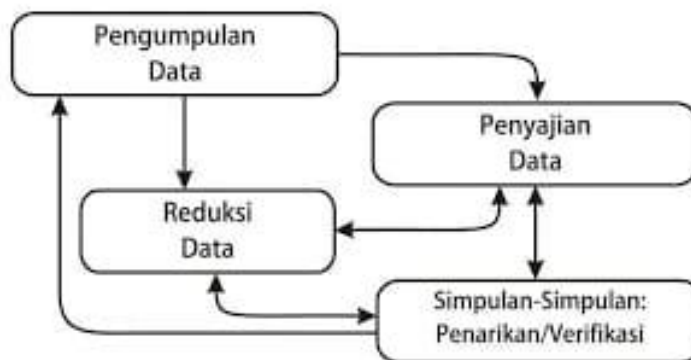 Pengumpulan
Data
Penyajian
Data
Reduksi
Data
Simpulan-Simpulan:
Penarikan/Verifikasi